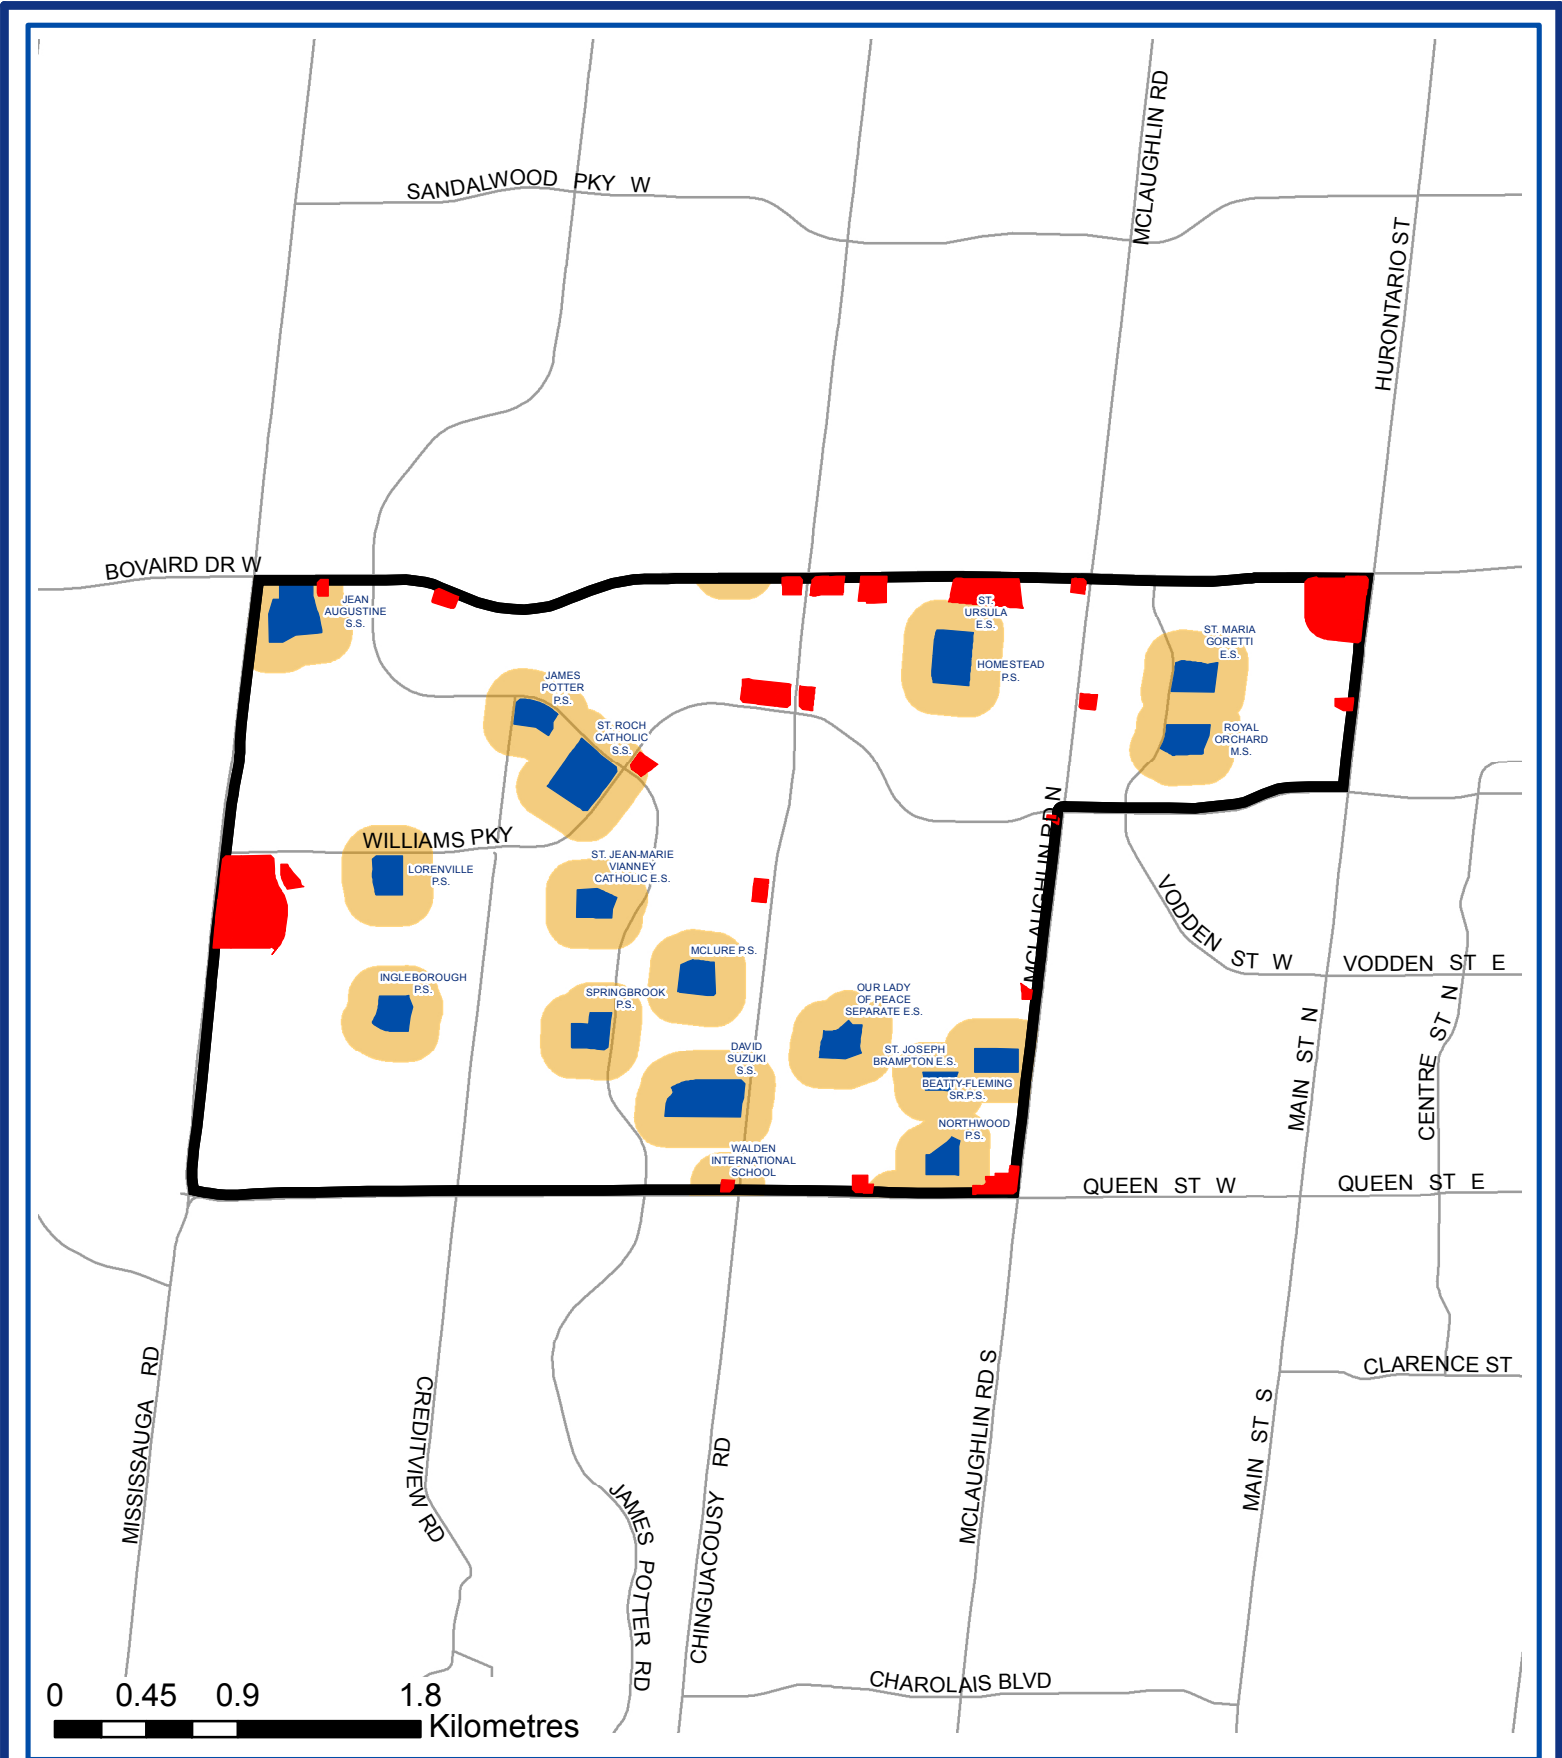 MCLAUGHLIN RD
SANDALWOOD PKY W
HURONTARIO ST
BOVAIRD DR W
JEAN
AUGUSTINE
S.S.
ST.
URSULA
E.S.
HOMESTEAD
P.S.
ST. MARIA
GORETTI
E.S.
JAMES
POTTER
P.S.
ST. ROCH
CATHOLIC
S.S.
ROYAL
ORCHARD
M.S.
WILLIAMS PKY
MCLAUGHLIN RD N
LORENVILLE
P.S.
ST. JEAN-MARIE
VIANNEY
CATHOLIC E.S.
VODDEN ST W
VODDEN ST E
MCLURE P.S.
INGLEBOROUGH
P.S.
SPRINGBROOK
P.S.
OUR LADY
OF PEACE
SEPARATE E.S.
DAVID
SUZUKI
S.S.
ST. JOSEPH
BRAMPTON E.S.
BEATTY-FLEMING
SR.P.S.
MAIN ST N
CENTRE ST N
NORTHWOOD
P.S.
WALDEN
INTERNATIONAL
SCHOOL
QUEEN ST W
QUEEN ST E
MISSISSAUGA RD
CREDITVIEW RD
JAMES POTTER RD
CHINGUACOUSY RD
MCLAUGHLIN RD S
MAIN ST S
CLARENCE ST
CHAROLAIS BLVD
0 0.45 0.9 1.8
Kilometres